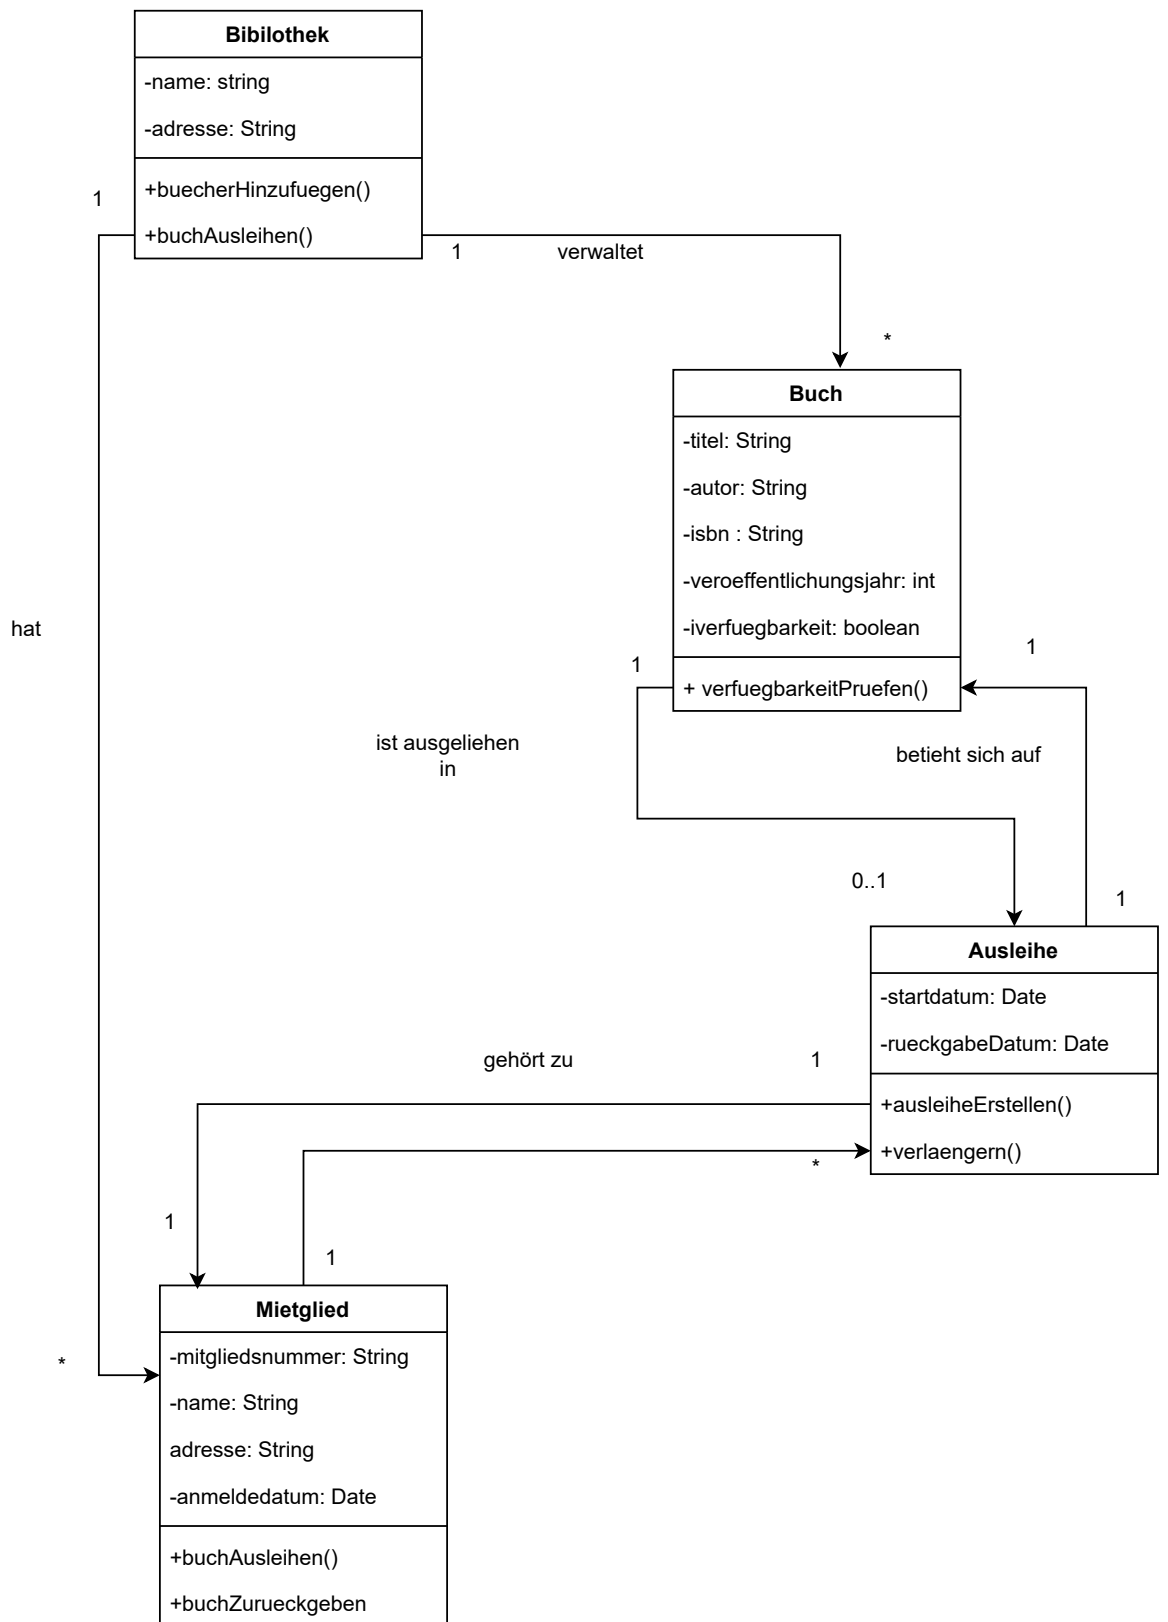 Bibilothek
-name: string
-adresse: String
+buecherHinzufuegen()
+buchAusleihen()
1
1
verwaltet
*
Buch
-titel: String
-autor: String
-isbn : String
-veroeffentlichungsjahr: int
-iverfuegbarkeit: boolean
+ verfuegbarkeitPruefen()
hat
1
1
ist ausgeliehen
in
betieht sich auf
0..1
1
Ausleihe
-startdatum: Date
-rueckgabeDatum: Date
+ausleiheErstellen()
+verlaengern()
gehört zu
1
*
1
1
Mietglied
-mitgliedsnummer: String
-name: String
adresse: String
-anmeldedatum: Date
+buchAusleihen()
+buchZurueckgeben
*